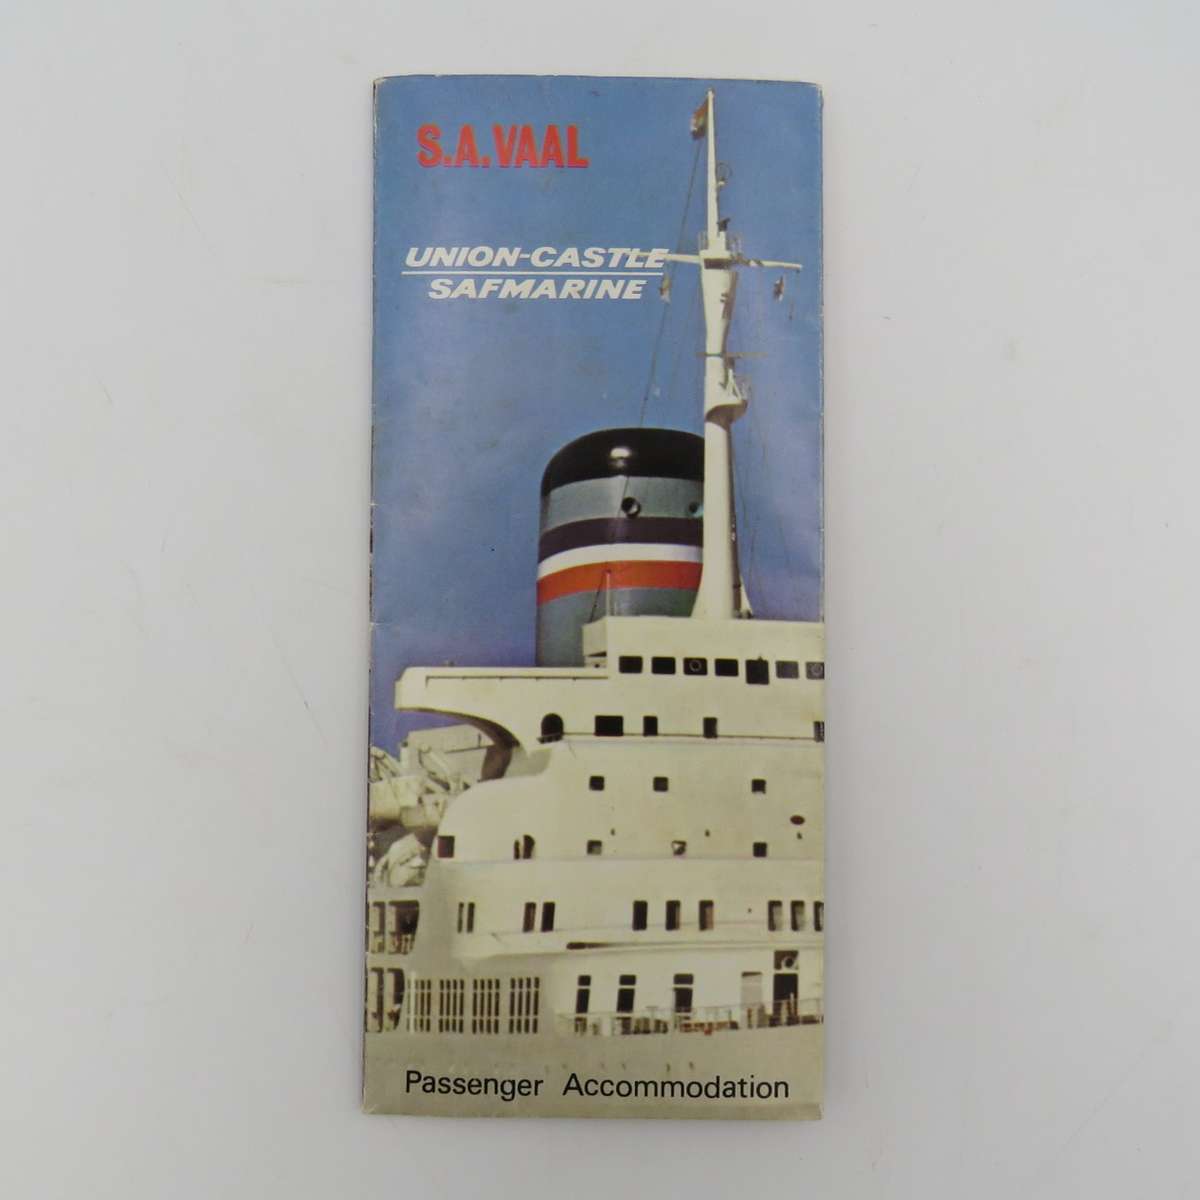 S.A. VAAL
UNION-CASTLE
SAFMARINE
Passenger Accommodation